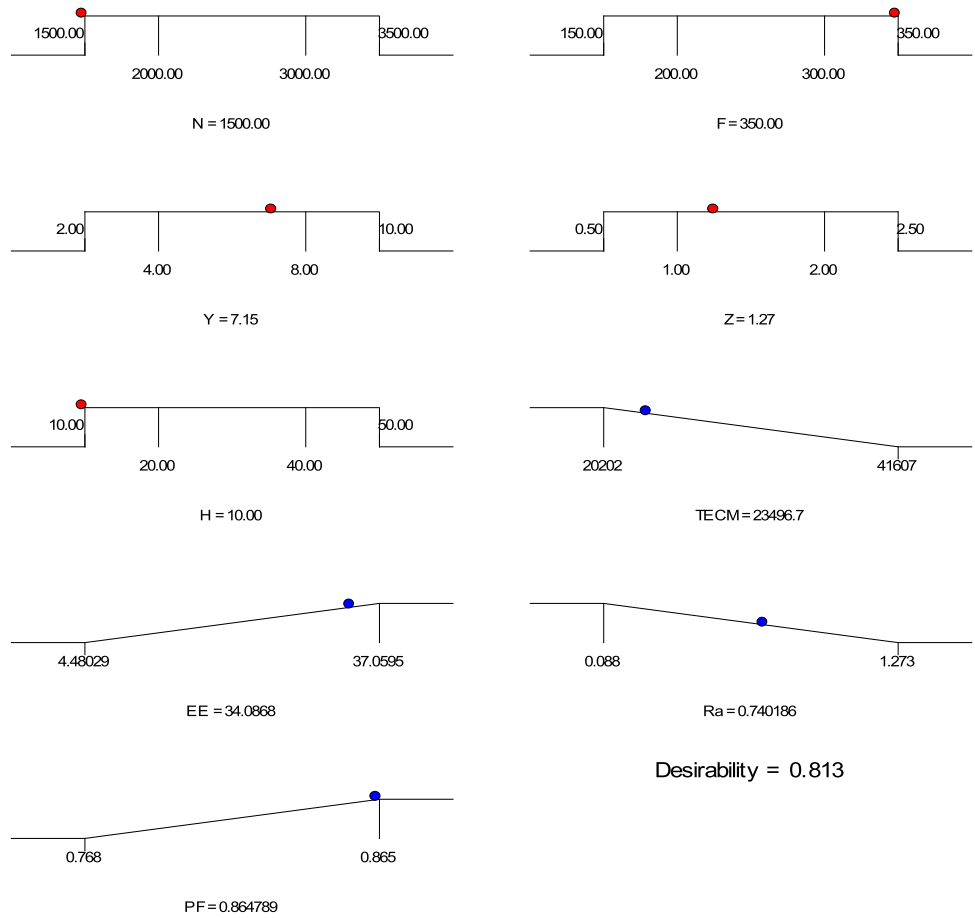 1500.00 3500.00
2000.00 3000.00
N = 1500.00
150.00 350.00
200.00 300.00
F = 350.00
2.00 10.00
4.00 8.00
Y = 7.15
0.50 2.50
1.00 2.00
Z = 1.27
10.00 50.00
20.00 40.00
H = 10.00
20202 41607
TECM = 23496.7
4.48029 37.0595
EE = 34.0868
0.088 1.273
Ra = 0.740186
Desirability = 0.813
0.768 0.865
PF = 0.864789